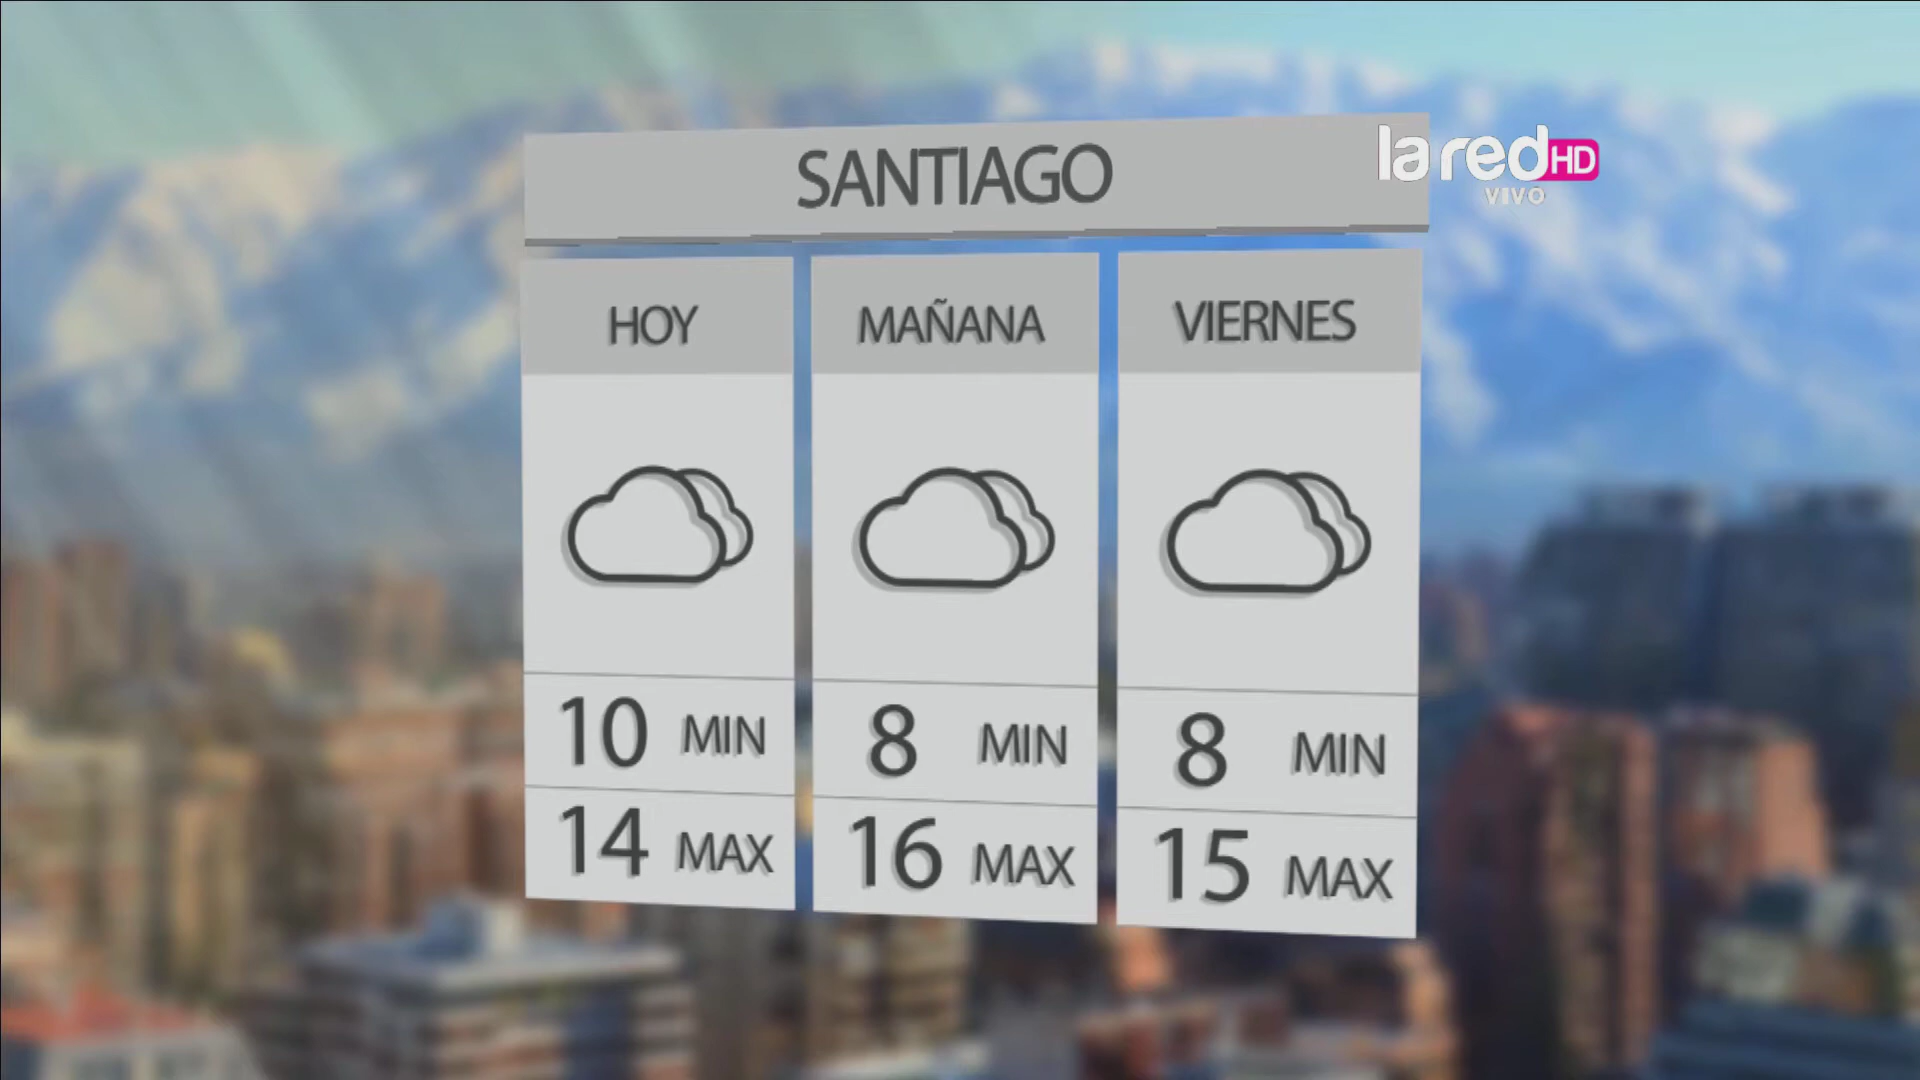 SANTIAGO
la red HD
VIVO
HOY
MAÑANA
VIERNES
10 MIN
8 MIN
8 MIN
14 MAX
16 MAX
15 MAX